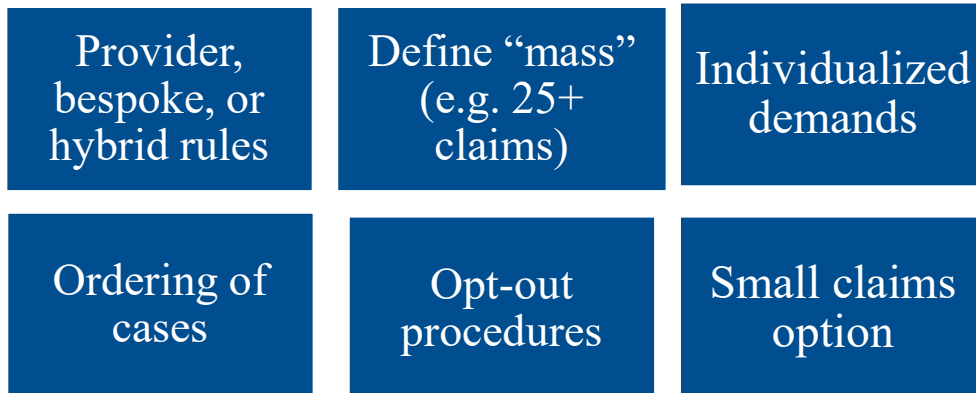 Provider,
bespoke, or
hybrid rules
Define “mass”
(e.g. 25+
claims)
Individualized
demands
Ordering of
cases
Opt-out
procedures
Small claims
option